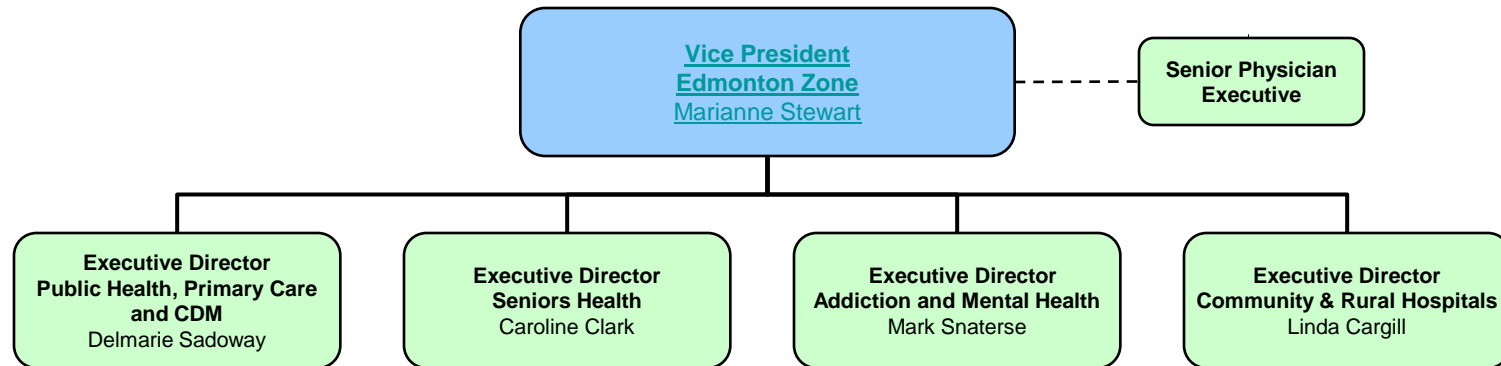 Vice President
Edmonton Zone
Marianne Stewart
Senior Physician
Executive
Executive Director
Public Health, Primary Care
and CDM
Delmarie Sadoway
Executive Director
Seniors Health
Caroline Clark
Executive Director
Addiction and Mental Health
Mark Snaterse
Executive Director
Community & Rural Hospitals
Linda Cargill